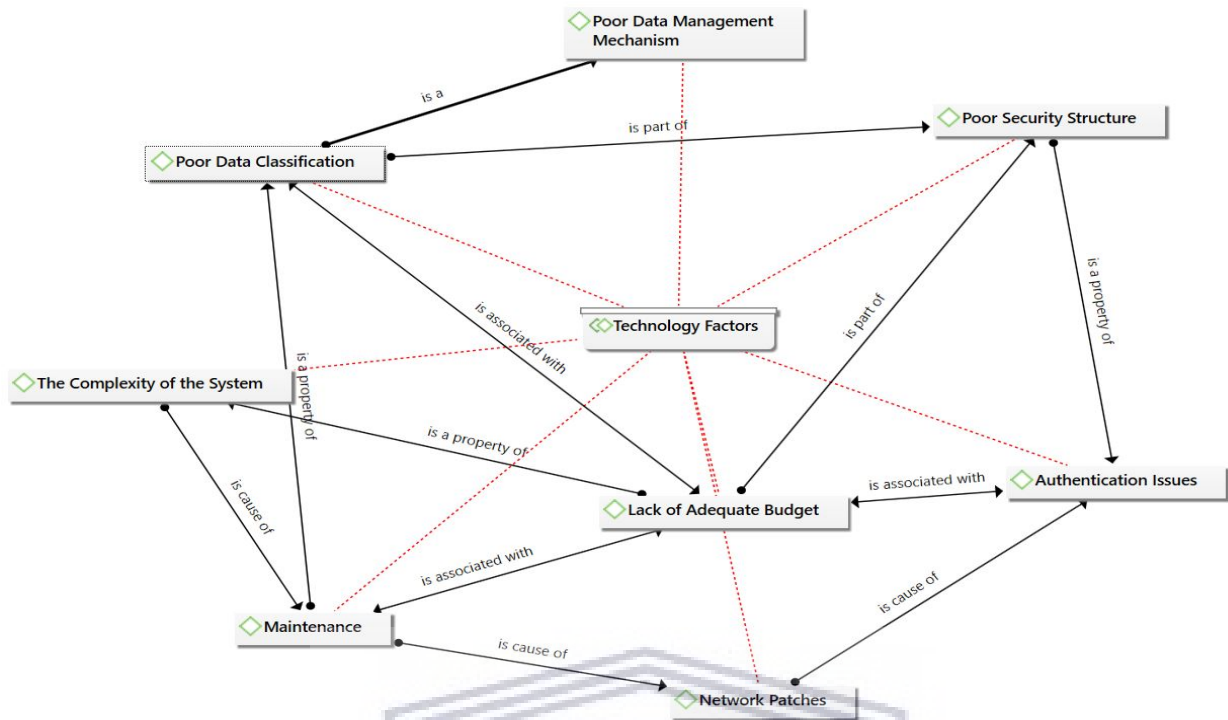 Poor Data Management
Mechanism
is a
Poor Security Structure
is part of
Poor Data Classification
is a property of
Technology Factors
is associated with
is part of
The Complexity of the System
is a property of
is a property of
is associated with
Authentication Issues
Lack of Adequate Budget
is cause of
is associated with
is cause of
Maintenance
is cause of
Network Patches